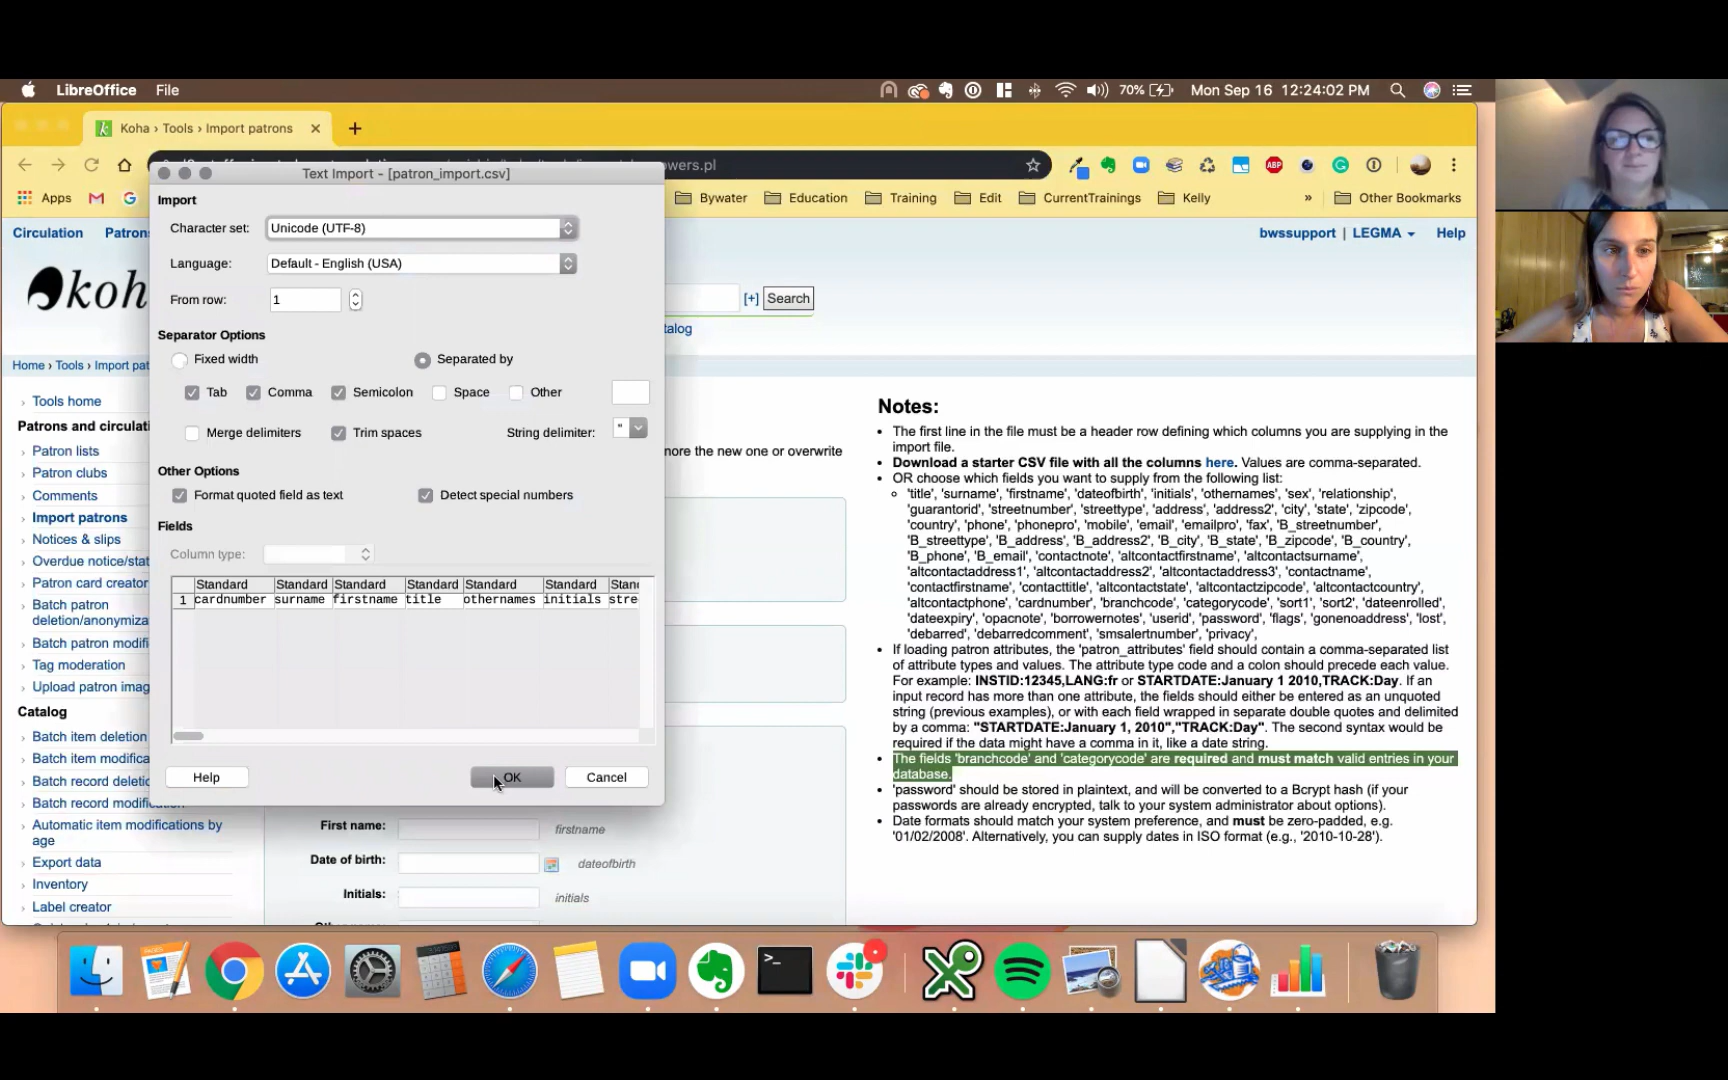 LibreOffice File 70% Mon Sep 16 12:24:02 PM
Koha › Tools › Import patrons
Text Import - [patron_import.csv]
owers.pl
ABP
Apps
Bywater Education Training Edit CurrentTrainings Kelly » Other Bookmarks
Circulation Patron
bwssupport | LEGMA Help
koh
[+] Search
talog
Home › Tools › Import pat
Import
Character set: Unicode (UTF-8)
Language: Default - English (USA)
From row: 1
Separator Options
Fixed width Separated by
Tab Comma Semicolon Space Other
Merge delimiters Trim spaces String delimiter: "
Other Options
Format quoted field as text Detect special numbers
Fields
Column type:
Standard Standard Standard Standard Standard Standard Stand
1 cardnumber surname firstname title othernames initials stre
Help OK Cancel
Tools home
Patrons and circulati
Patron lists
Patron clubs
Comments
Import patrons
Notices & slips
Overdue notice/stat
Patron card creator
Batch patron
deletion/anonymiza
Batch patron modifi
Tag moderation
Upload patron imag
Catalog
Batch item deletion
Batch item modifica
Batch record deletio
Batch record modific
Automatic item modifications by
age
Export data
Inventory
Label creator
nore the new one or overwrite
First name: firstname
Date of birth: dateofbirth
Initials: initials
Notes:
The first line in the file must be a header row defining which columns you are supplying in the
import file.
Download a starter CSV file with all the columns here. Values are comma-separated.
OR choose which fields you want to supply from the following list:
'title', 'surname', 'firstname', 'dateofbirth', 'initials', 'othernames', 'sex', 'relationship',
'guarantorid', 'streetnumber', 'streettype', 'address', 'address2', 'city', 'state', 'zipcode',
'country', 'phone', 'phonepro', 'mobile', 'email', 'emailpro', 'fax', 'B_streetnumber',
'B_streettype', 'B_address', 'B_address2', 'B_city', 'B_state', 'B_zipcode', 'B_country',
'B_phone', 'B_email', 'contactnote', 'altcontactfirstname', 'altcontactsurname',
'altcontactaddress1', 'altcontactaddress2', 'altcontactaddress3', 'contactname',
'contactfirstname', 'contacttitle', 'altcontactstate', 'altcontactzipcode', 'altcontactcountry',
'altcontactphone', 'cardnumber', 'branchcode', 'categorycode', 'sort1', 'sort2', 'dateenrolled',
'dateexpiry', 'opacnote', 'borrowernotes', 'userid', 'password', 'flags', 'gonenoaddress', 'lost',
'debarred', 'debarredcomment', 'smsalertnumber', 'privacy',
If loading patron attributes, the 'patron_attributes' field should contain a comma-separated list
of attribute types and values. The attribute type code and a colon should precede each value.
For example: INSTID:12345,LANG:fr or STARTDATE:January 1 2010,TRACK:Day. If an
input record has more than one attribute, the fields should either be entered as an unquoted
string (previous examples), or with each field wrapped in separate double quotes and delimited
by a comma: "STARTDATE:January 1, 2010","TRACK:Day". The second syntax would be
required if the data might have a comma in it, like a date string.
The fields 'branchcode' and 'categorycode' are required and must match valid entries in your
database.
'password' should be stored in plaintext, and will be converted to a Bcrypt hash (if your
passwords are already encrypted, talk to your system administrator about options).
Date formats should match your system preference, and must be zero-padded, e.g.
'01/02/2008'. Alternatively, you can supply dates in ISO format (e.g., '2010-10-28').